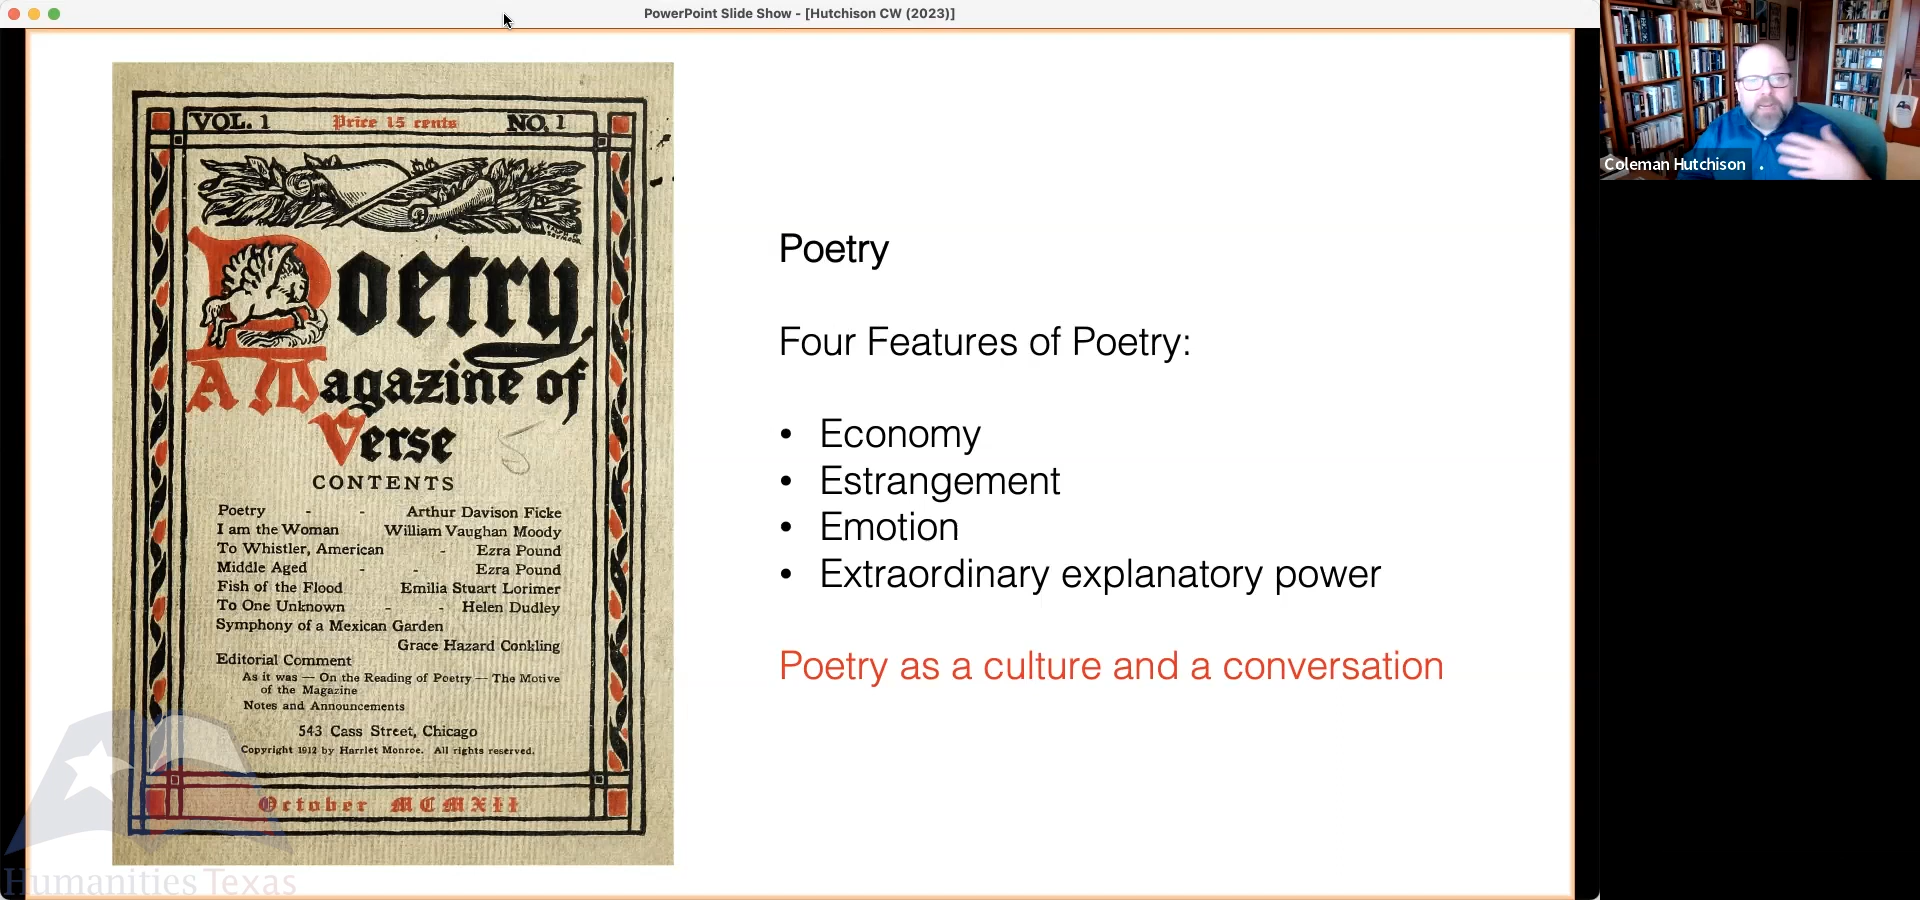 PowerPoint Slide Show - [Hutchison CW (2023)]
VOL. 1 Price 15 cents NO. 1
Poetry
A Magazine of
Verse
CONTENTS
Poetry - - Arthur Davison Ficke
I am the Woman William Vaughan Moody
To Whistler, American - Ezra Pound
Middle Aged - - Ezra Pound
Fish of the Flood Emilia Stuart Lorimer
To One Unknown - - Helen Dudley
Symphony of a Mexican Garden
Grace Hazard Conkling
Editorial Comment
As it was — On the Reading of Poetry — The Motive
of the Magazine
Notes and Announcements
543 Cass Street, Chicago
Copyright 1912 by Harriet Monroe. All rights reserved.
October MCMXII
Humanities Texas
Poetry
Four Features of Poetry:
• Economy
• Estrangement
• Emotion
• Extraordinary explanatory power
Poetry as a culture and a conversation
Coleman Hutchison